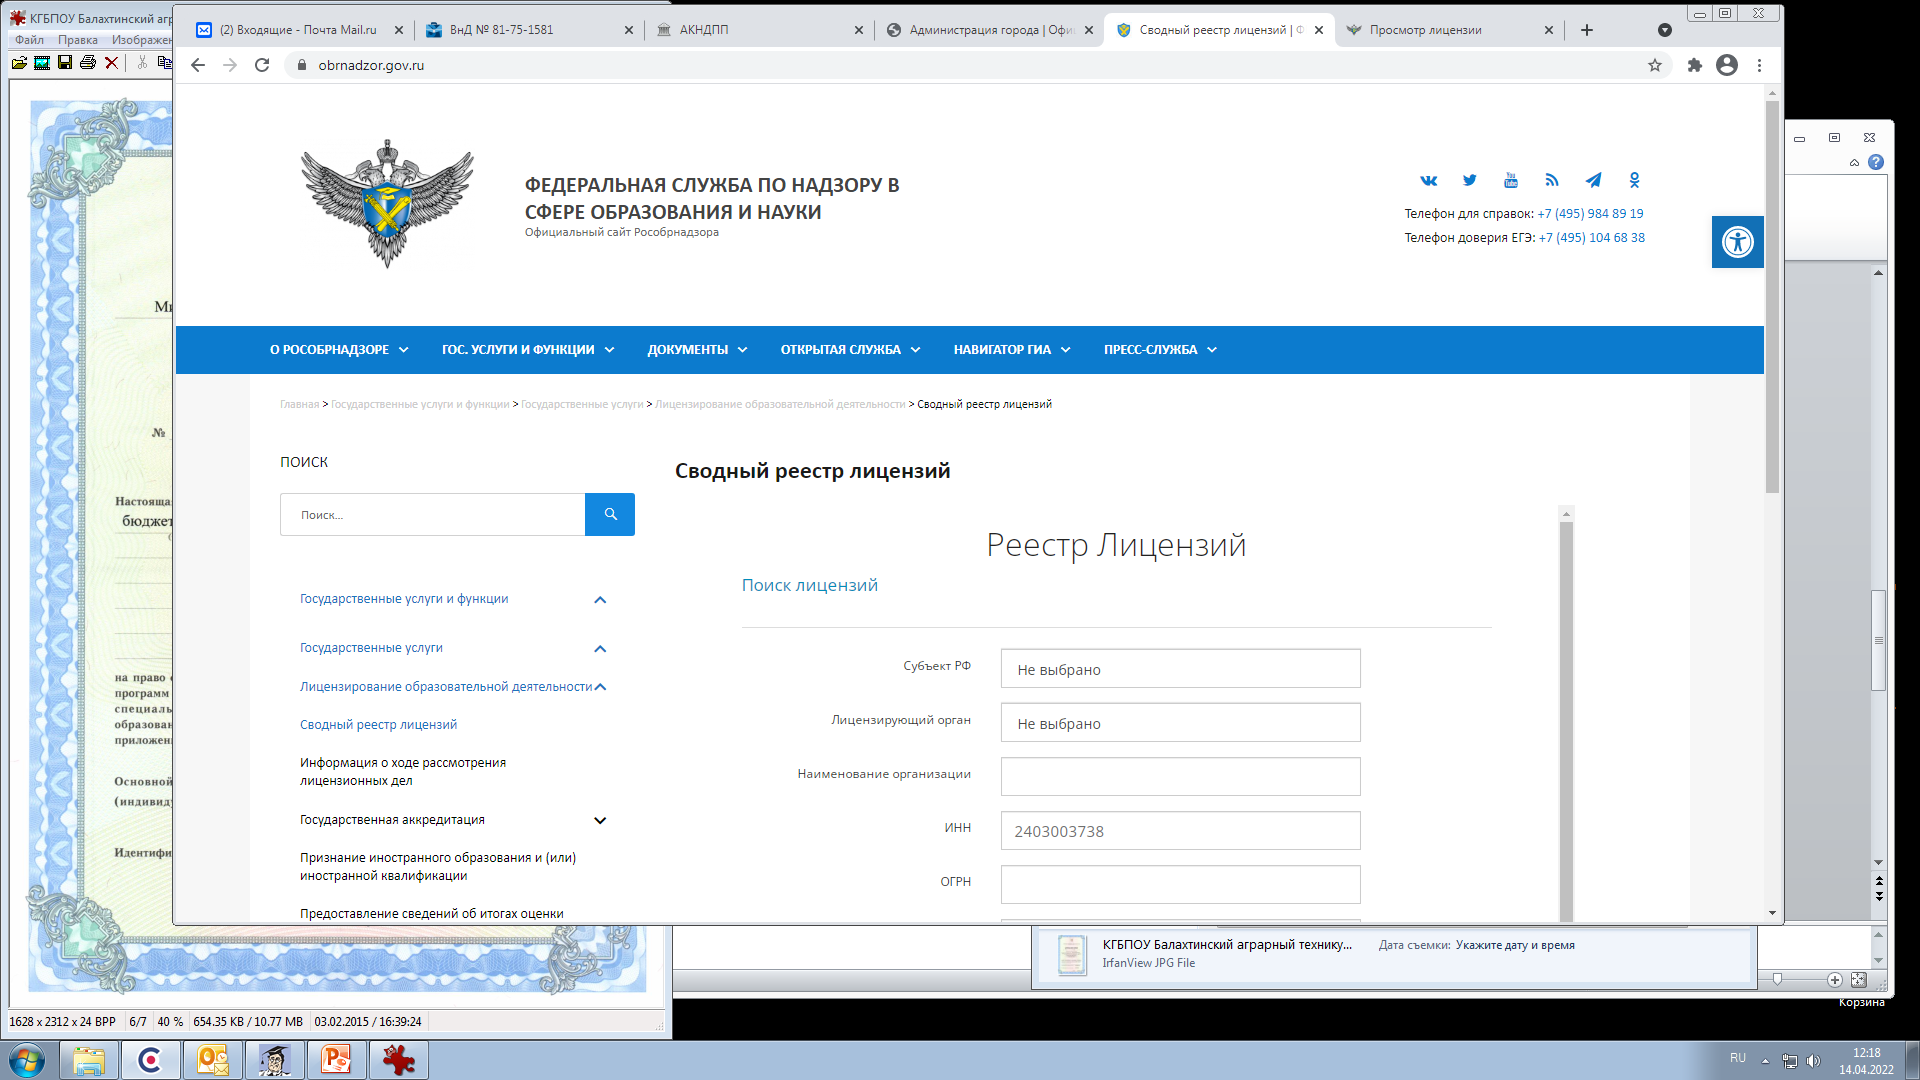 КГБПОУ Балахтинский агр
Файл Правка Изображен
(2) Входящие - Почта Mail.ru
ВнД № 81-75-1581
АКНДПП
Администрация города | Офи
Сводный реестр лицензий | Ф
Просмотр лицензии
obrnadzor.gov.ru
ФЕДЕРАЛЬНАЯ СЛУЖБА ПО НАДЗОРУ В
СФЕРЕ ОБРАЗОВАНИЯ И НАУКИ
Официальный сайт Рособрнадзора
You
Телефон для справок: +7 (495) 984 89 19
Телефон доверия ЕГЭ: +7 (495) 104 68 38
О РОСОБРНАДЗОРЕ ГОС. УСЛУГИ И ФУНКЦИИ ДОКУМЕНТЫ ОТКРЫТАЯ СЛУЖБА НАВИГАТОР ГИА ПРЕСС-СЛУЖБА
Главная > Государственные услуги и функции > Государственные услуги > Лицензирование образовательной деятельности > Сводный реестр лицензий
ПОИСК
Поиск...
Государственные услуги и функции
Государственные услуги
Лицензирование образовательной деятельности
Сводный реестр лицензий
Информация о ходе рассмотрения
лицензионных дел
Государственная аккредитация
Признание иностранного образования и (или)
иностранной квалификации
Предоставление сведений об итогах оценки
Сводный реестр лицензий
Реестр Лицензий
Поиск лицензий
Субъект РФ Не выбрано
Лицензирующий орган Не выбрано
Наименование организации
ИНН 2403003738
ОГРН
Ми
№
Настояща
бюджет
на право
программ
специаль
образован
приложен
Основной
(индивиду
Идентифи
КГБПОУ Балахтинский аграрный технику...
IrfanView JPG File
Дата съемки: Укажите дату и время
Корзина
1628 x 2312 x 24 BPP 6/7 40 % 654.35 KB / 10.77 MB 03.02.2015 / 16:39:24
RU
12:18
14.04.2022